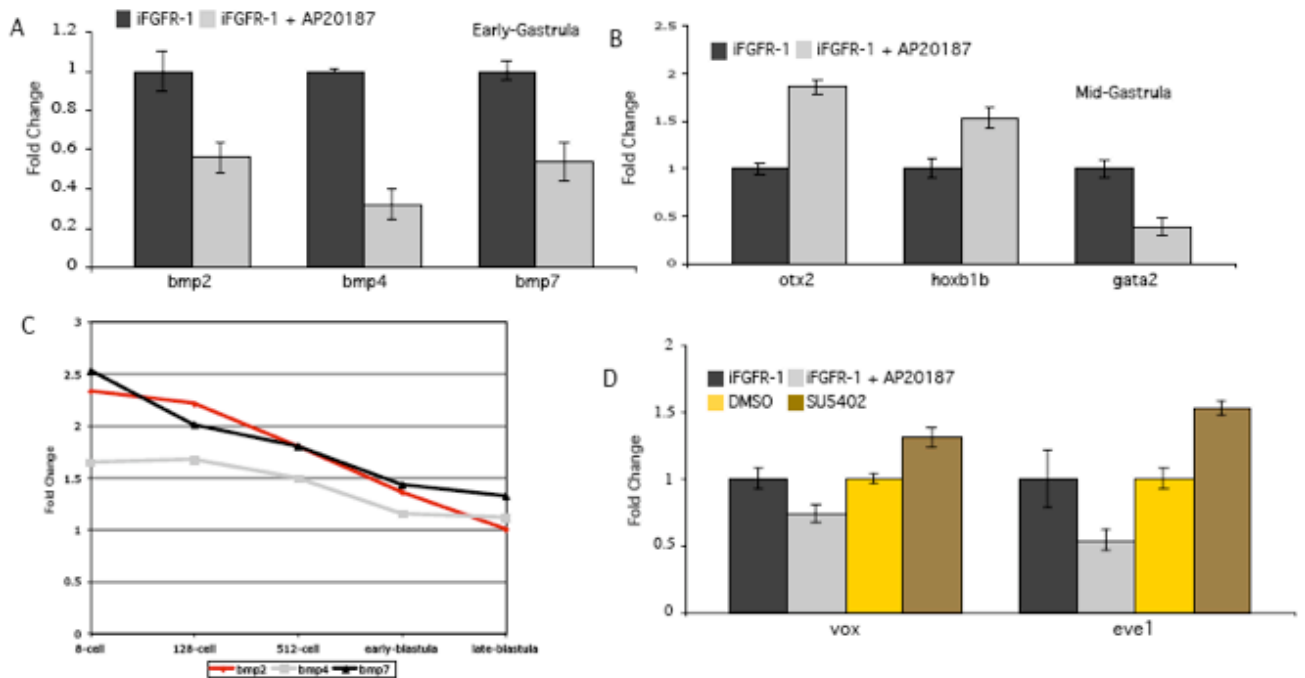 A
iFGFR-1 iFGFR-1 + AP20187
Early-Gastrula
Fold Change
1.2
1
0.8
0.6
0.4
0.2
0
bmp2 bmp4 bmp7
B
iFGFR-1 iFGFR-1 + AP20187
Mid-Gastrula
Fold Change
2.5
2
1.5
1
0.5
0
otx2 hoxb1b gata2
C
Fold Change
3
2.5
2
1.5
1
0.5
0
8-cell 128-cell 512-cell early-blastula late-blastula
bmp2 bmp4 bmp7
D
iFGFR-1 iFGFR-1 + AP20187
DMSO SU5402
Fold Change
2
1.5
1
0.5
0
vox eve1